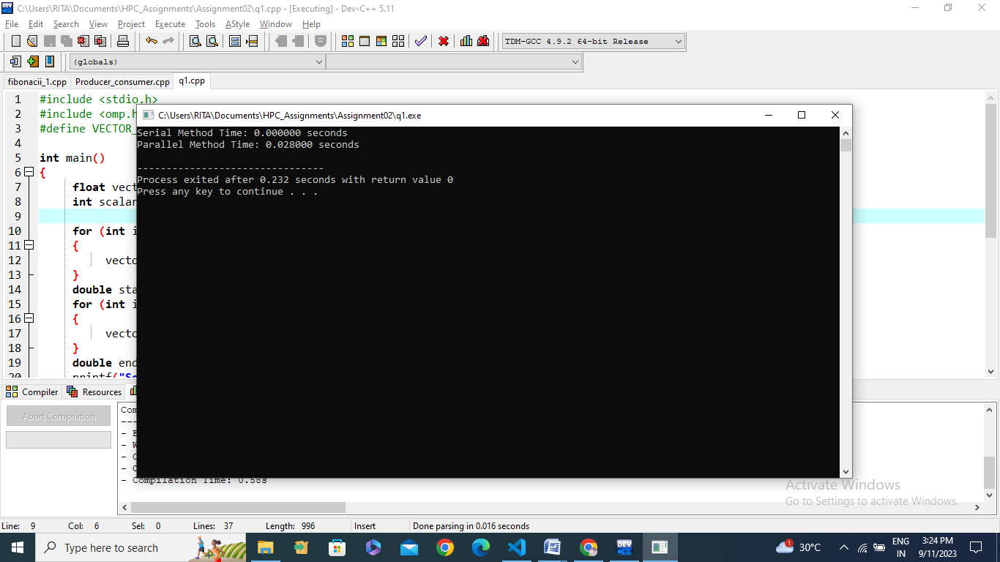 C:\Users\RITA\Documents\HPC_Assignments\Assignment02\q1.cpp - [Executing] - Dev-C++ 5.11
File Edit Search View Project Execute Tools AStyle Window Help
TDM-GCC 4.9.2 64-bit Release
(globals)
fibonacii_1.cpp Producer_consumer.cpp q1.cpp
1 #include <stdio.h>
2 #include <omp.h
3 #define VECTOR_
4
5 int main()
6 {
7 float vect
8 int scalar
9
10 for (int i
11 {
12 vecto
13 }
14 double sta
15 for (int i
16 {
17 vecto
18 }
19 double end
20 printf("Se
C:\Users\RITA\Documents\HPC_Assignments\Assignment02\q1.exe
Serial Method Time: 0.000000 seconds
Parallel Method Time: 0.028000 seconds
--------------------------------
Process exited after 0.232 seconds with return value 0
Press any key to continue . . .
Compiler Resources
Abort Compilation
Com
- Compilation Time: 0.58s
Activate Windows
Go to Settings to activate Windows.
Line: 9 Col: 6 Sel: 0 Lines: 37 Length: 996 Insert Done parsing in 0.016 seconds
Type here to search
1 30°C
ENG
IN
3:24 PM
9/11/2023